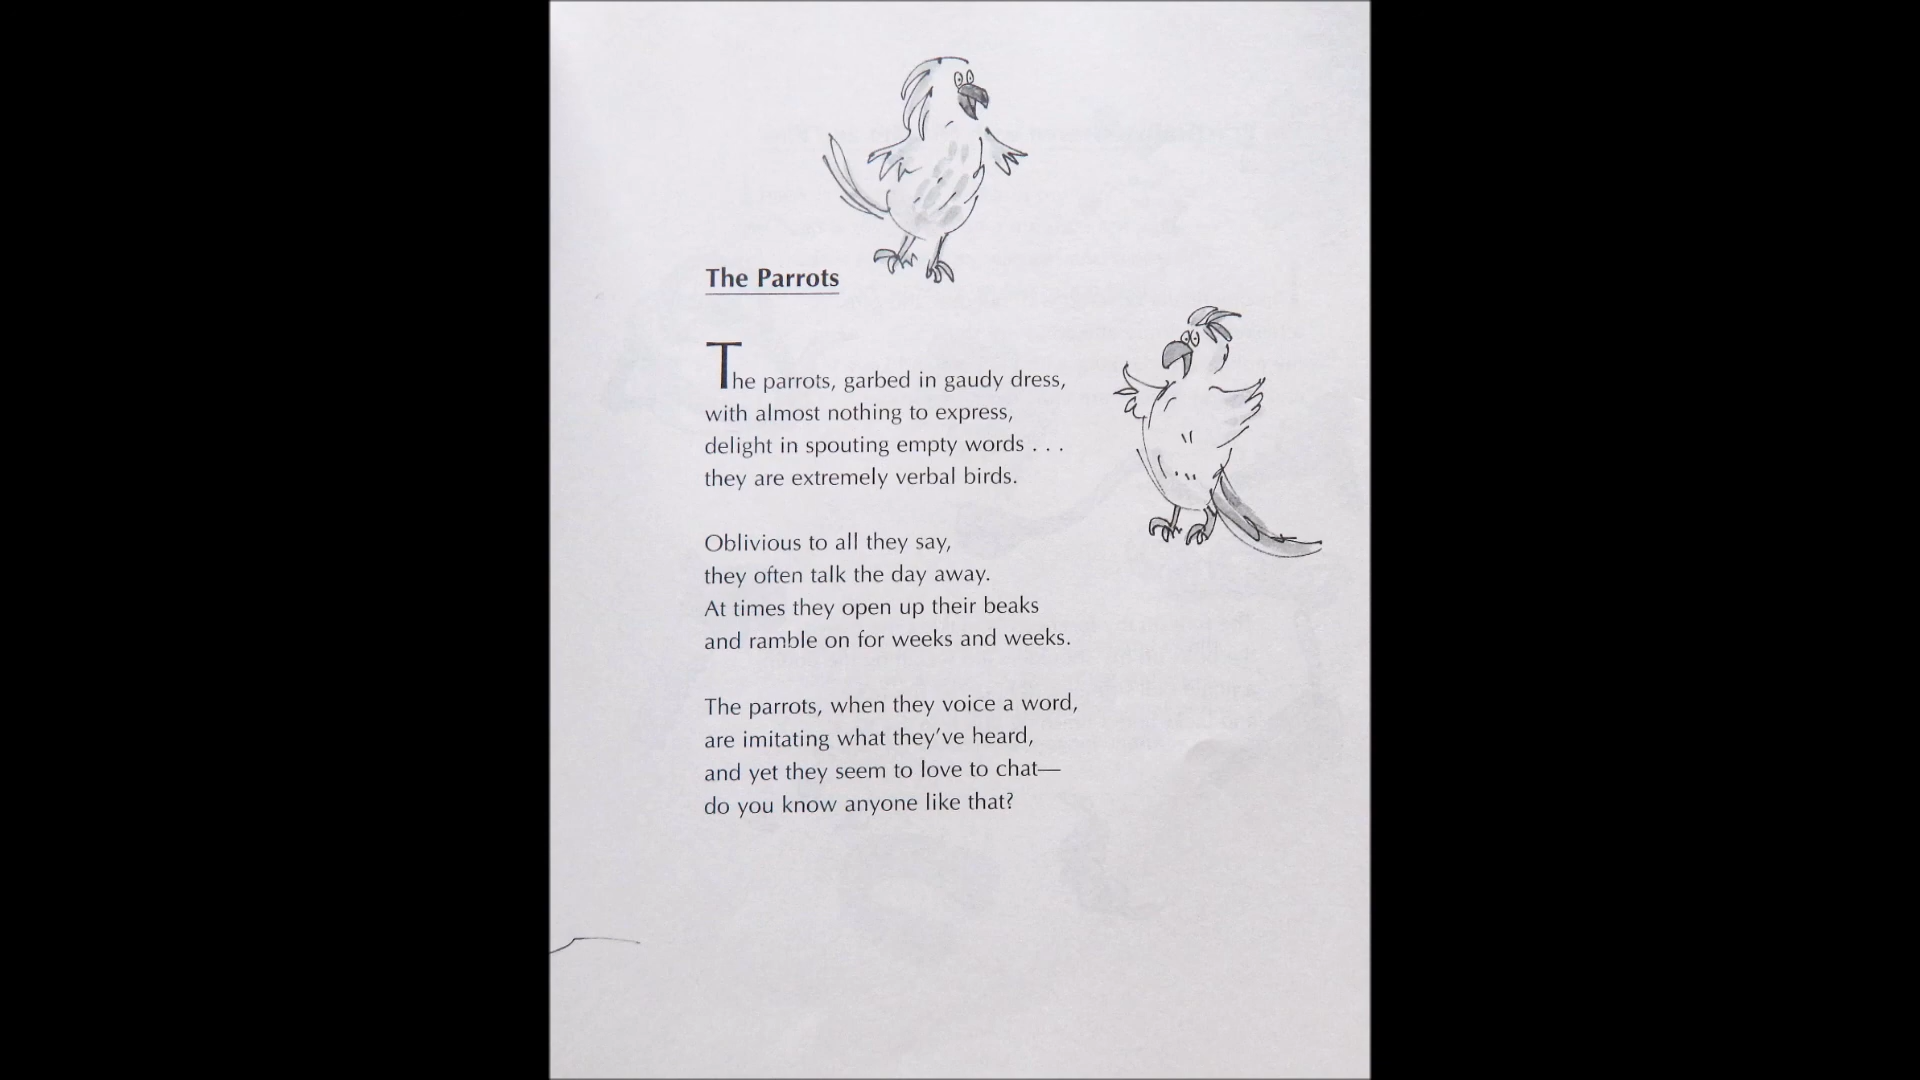 The Parrots
The parrots, garbed in gaudy dress,
with almost nothing to express,
delight in spouting empty words . . .
they are extremely verbal birds.
Oblivious to all they say,
they often talk the day away.
At times they open up their beaks
and ramble on for weeks and weeks.
The parrots, when they voice a word,
are imitating what they've heard,
and yet they seem to love to chat—
do you know anyone like that?